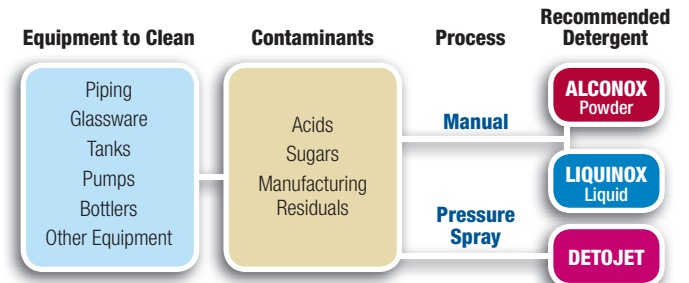 Equipment to Clean
Contaminants
Process
Recommended
Detergent
Piping
Glassware
Tanks
Pumps
Bottlers
Other Equipment
Acids
Sugars
Manufacturing
Residuals
Manual
Pressure
Spray
ALCONOX
Powder
LIQUINOX
Liquid
DETOJET